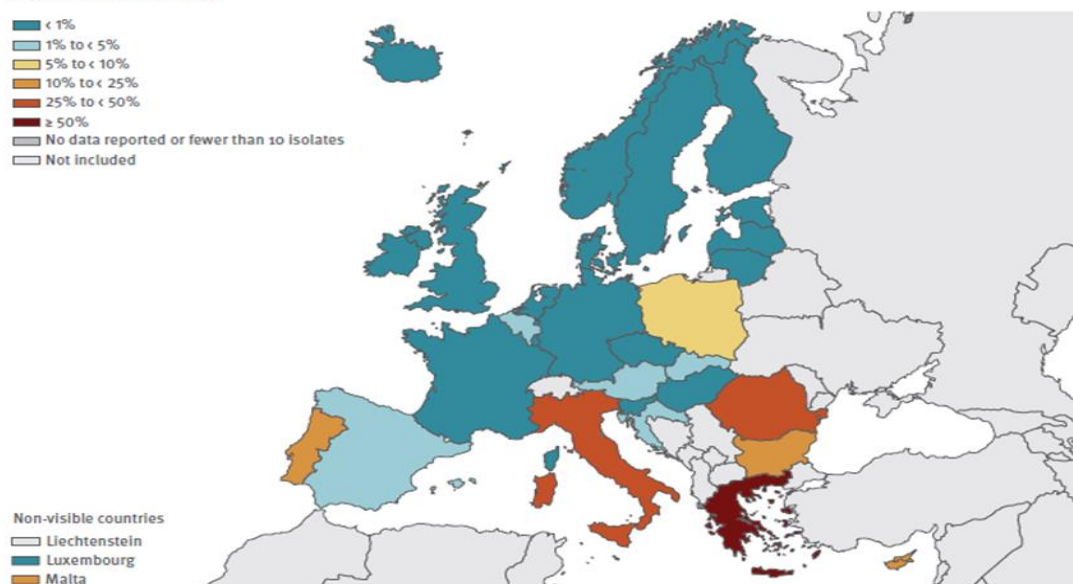 < 1%
1% to < 5%
5% to < 10%
10% to < 25%
25% to < 50%
≥ 50%
No data reported or fewer than 10 isolates
Not included
Non-visible countries
Liechtenstein
Luxembourg
Malta